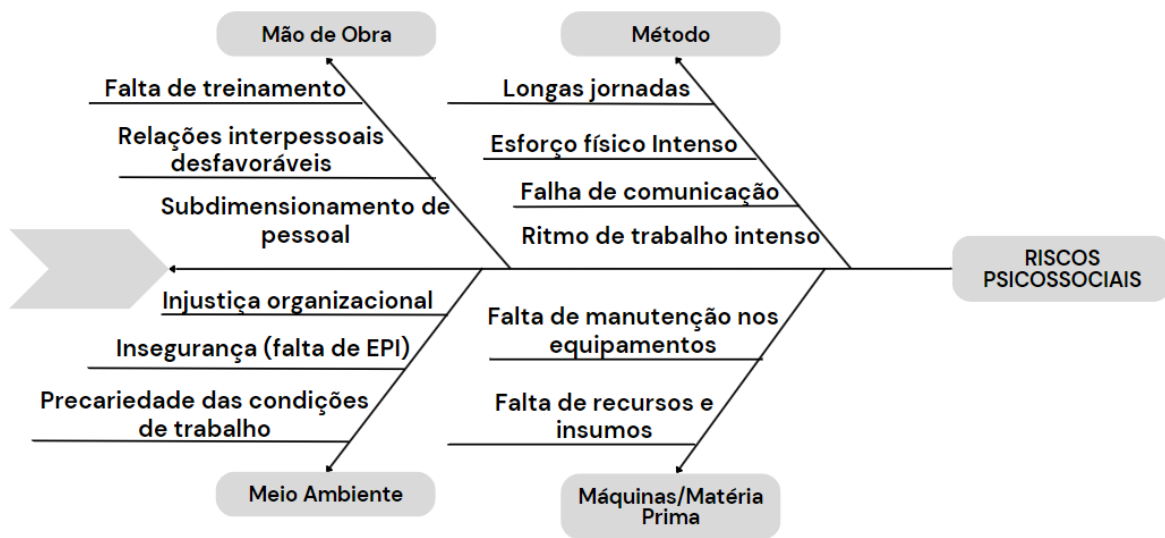 Mão de Obra
Falta de treinamento
Relações interpessoais
desfavoráveis
Subdimensionamento de
pessoal
Método
Longas jornadas
Esforço físico Intenso
Falha de comunicação
Ritmo de trabalho intenso
RISCOS
PSICOSSOCIAIS
Injustiça organizacional
Insegurança (falta de EPI)
Precariedade das condições
de trabalho
Meio Ambiente
Falta de manutenção nos
equipamentos
Falta de recursos e
insumos
Máquinas/Matéria
Prima